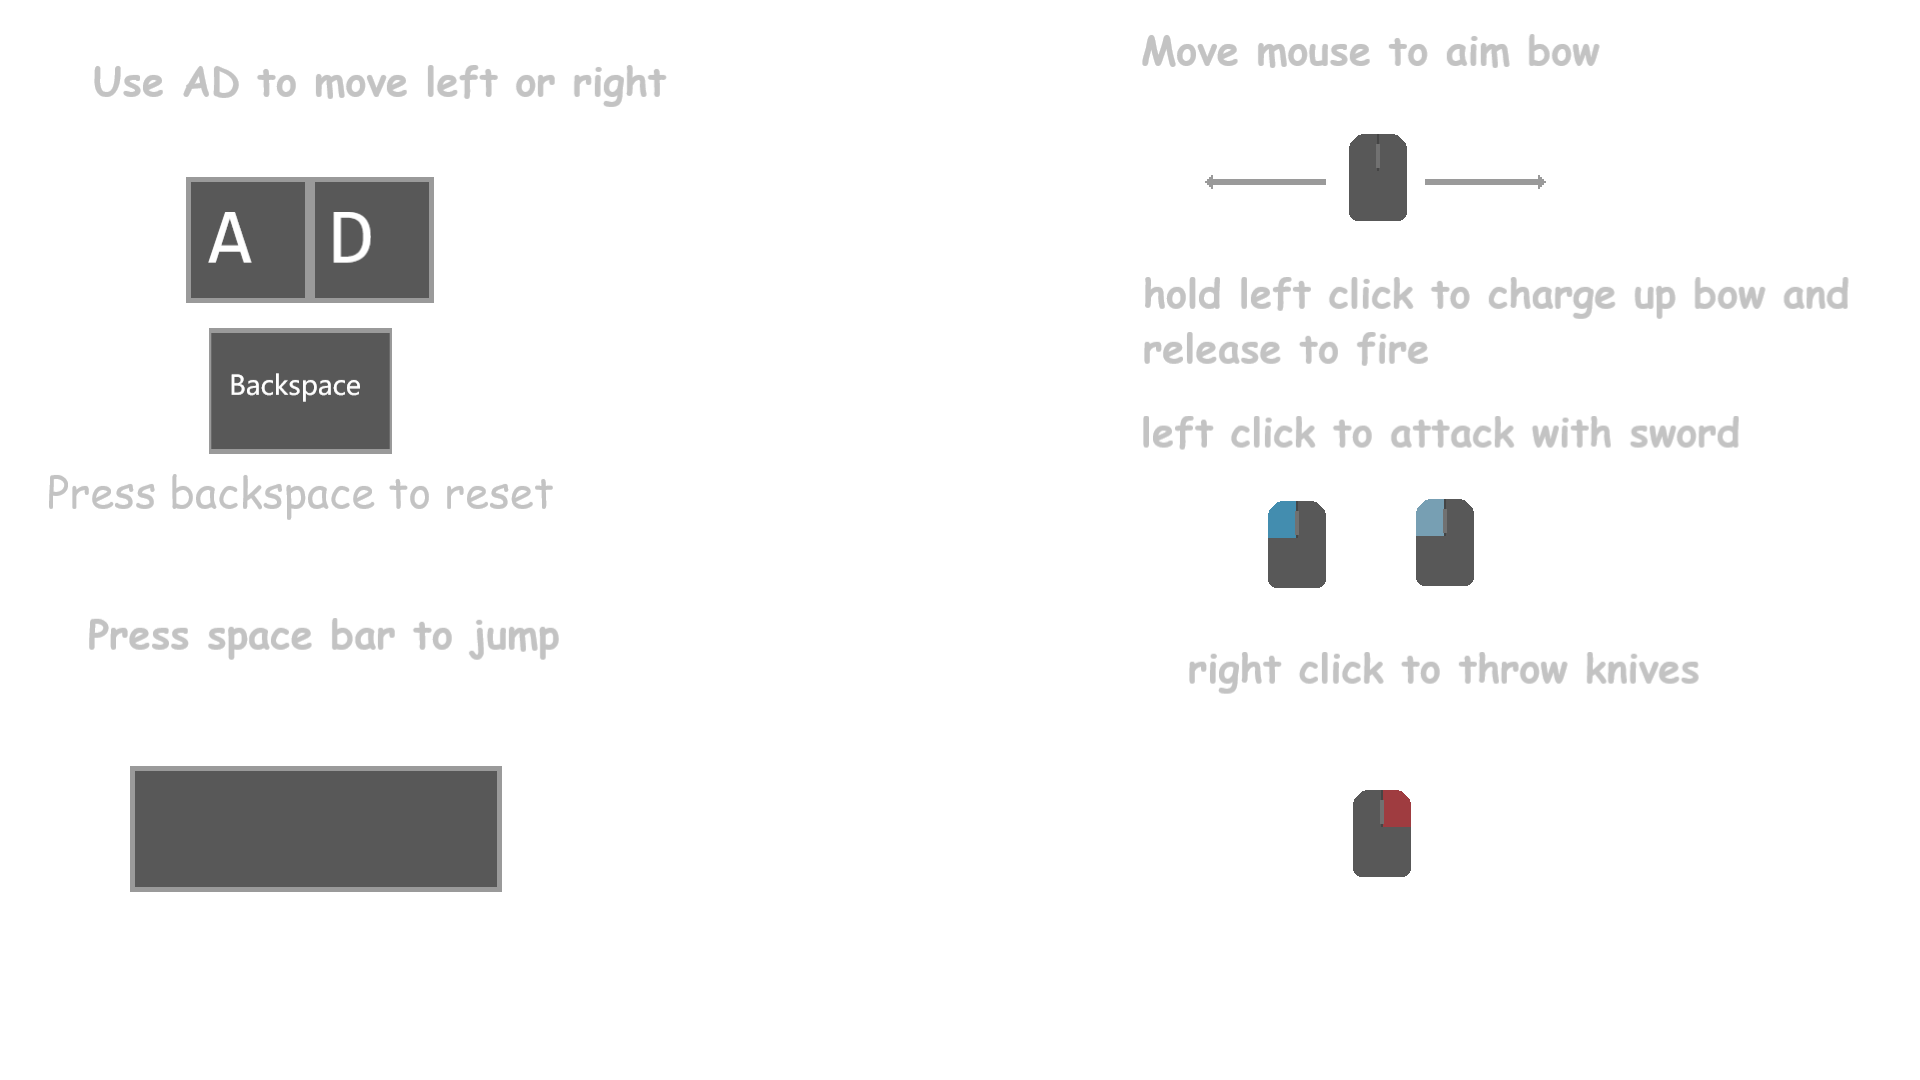 Use AD to move left or right
A D
Backspace
Press backspace to reset
Press space bar to jump
Move mouse to aim bow
hold left click to charge up bow and
release to fire
left click to attack with sword
right click to throw knives